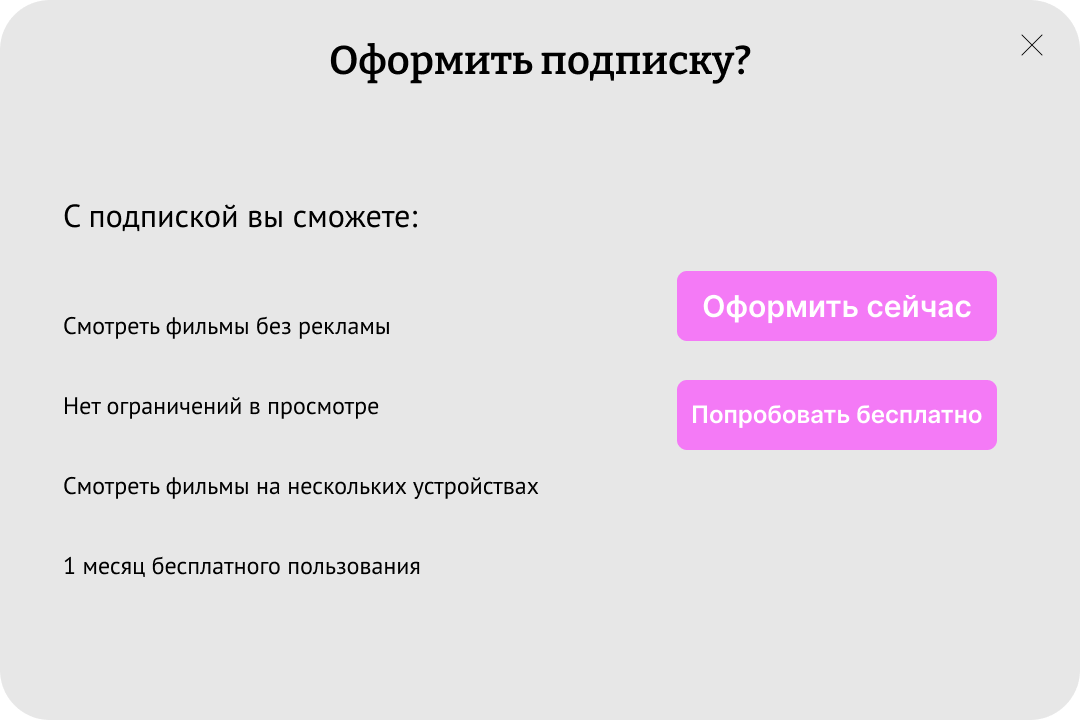 Оформить подписку?
С подпиской вы сможете:
Смотреть фильмы без рекламы
Нет ограничений в просмотре
Смотреть фильмы на нескольких устройствах
1 месяц бесплатного пользования
Оформить сейчас
Попробовать бесплатно